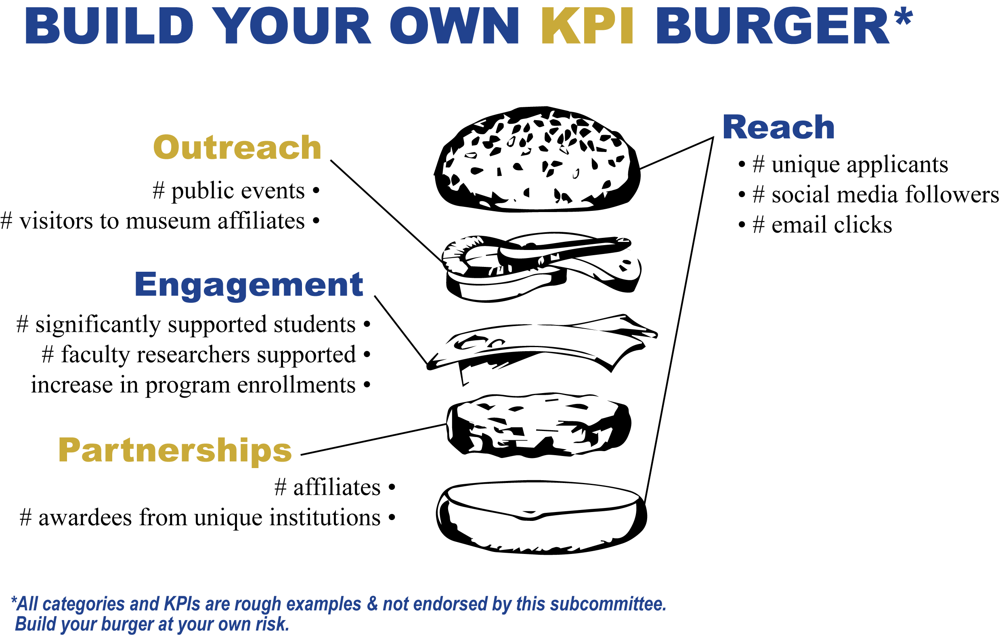 BUILD YOUR OWN KPI BURGER*
Outreach
# public events •
# visitors to museum affiliates •
Engagement
# significantly supported students •
# faculty researchers supported •
increase in program enrollments •
Partnerships
# affiliates •
# awardees from unique institutions •
Reach
• # unique applicants
• # social media followers
• # email clicks
*All categories and KPIs are rough examples & not endorsed by this subcommittee.
Build your burger at your own risk.